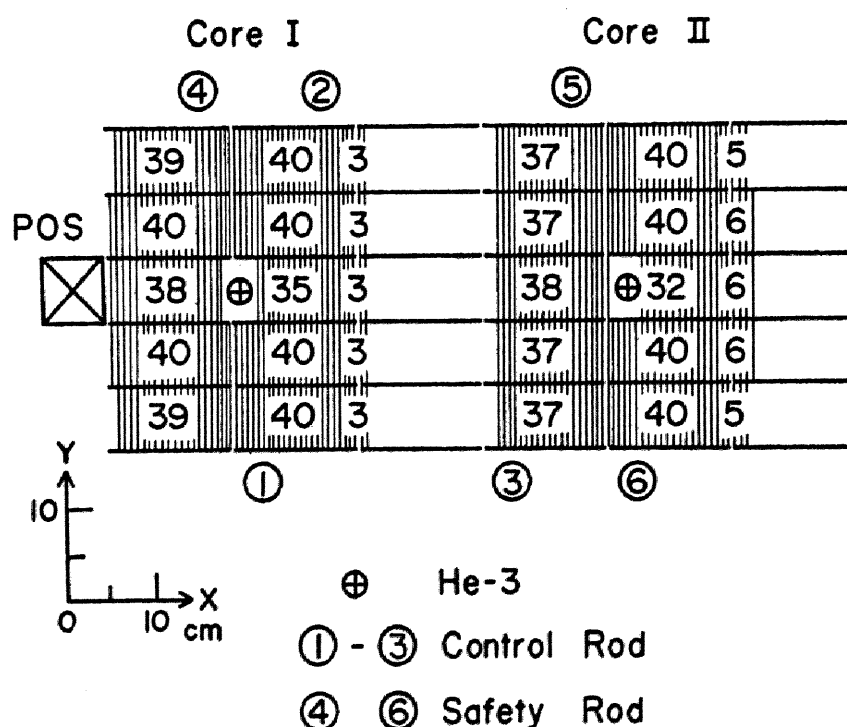 Core I Core II
④ ② ⑤
39 40 3 37 40 5
40 40 3 37 40 6
POS
38 35 3 38 32 6
40 40 3 37 40 6
39 40 3 37 40 5
① ③ ⑥
Y
10
0 10 X
cm
He-3
① - ③ Control Rod
④ ⑥ Safety Rod